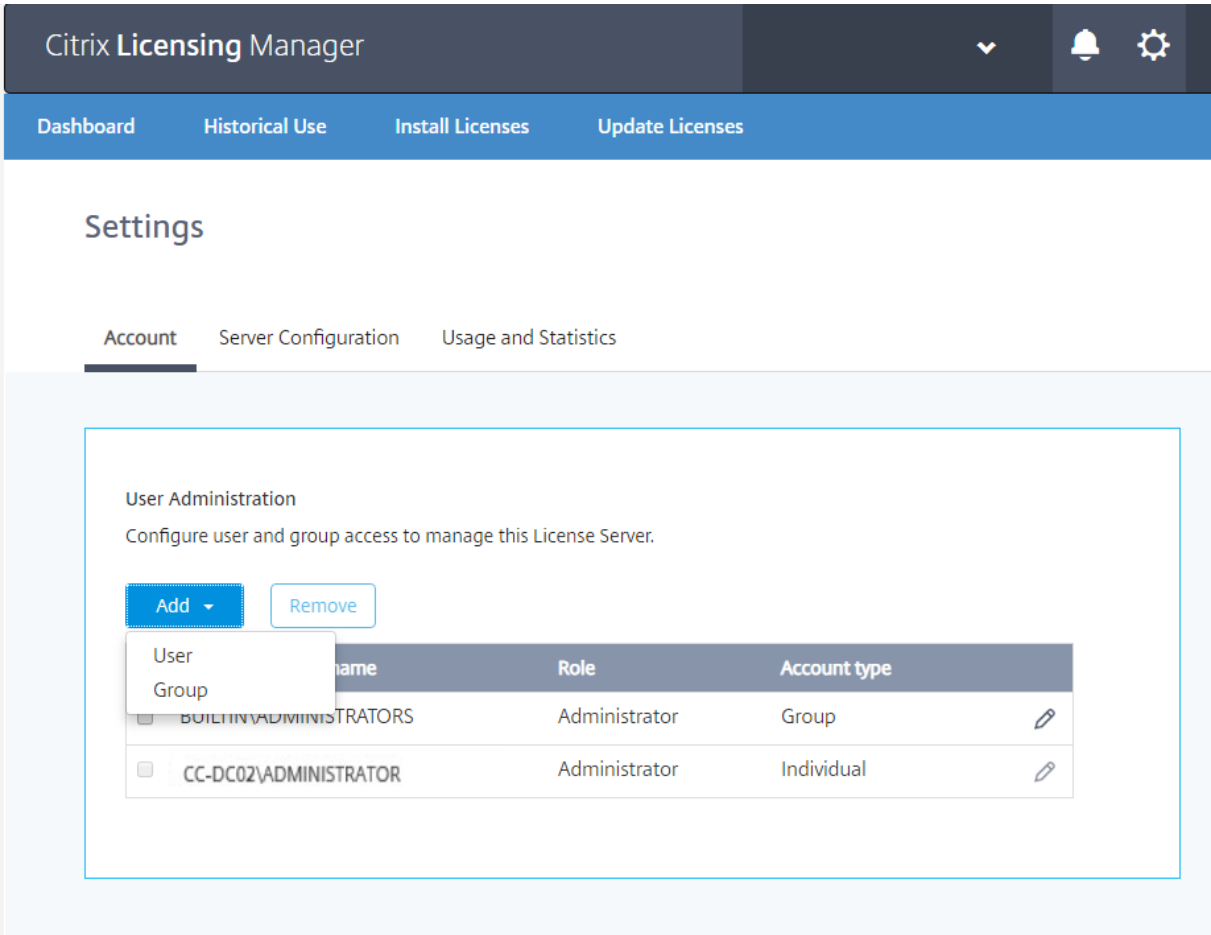 Citrix Licensing Manager
Dashboard Historical Use Install Licenses Update Licenses
Settings
Account Server Configuration Usage and Statistics
User Administration
Configure user and group access to manage this License Server.
Add Remove
User
Group
name Role Account type
BUILTIN\ADMINISTRATORS Administrator Group
CC-DC02\ADMINISTRATOR Administrator Individual